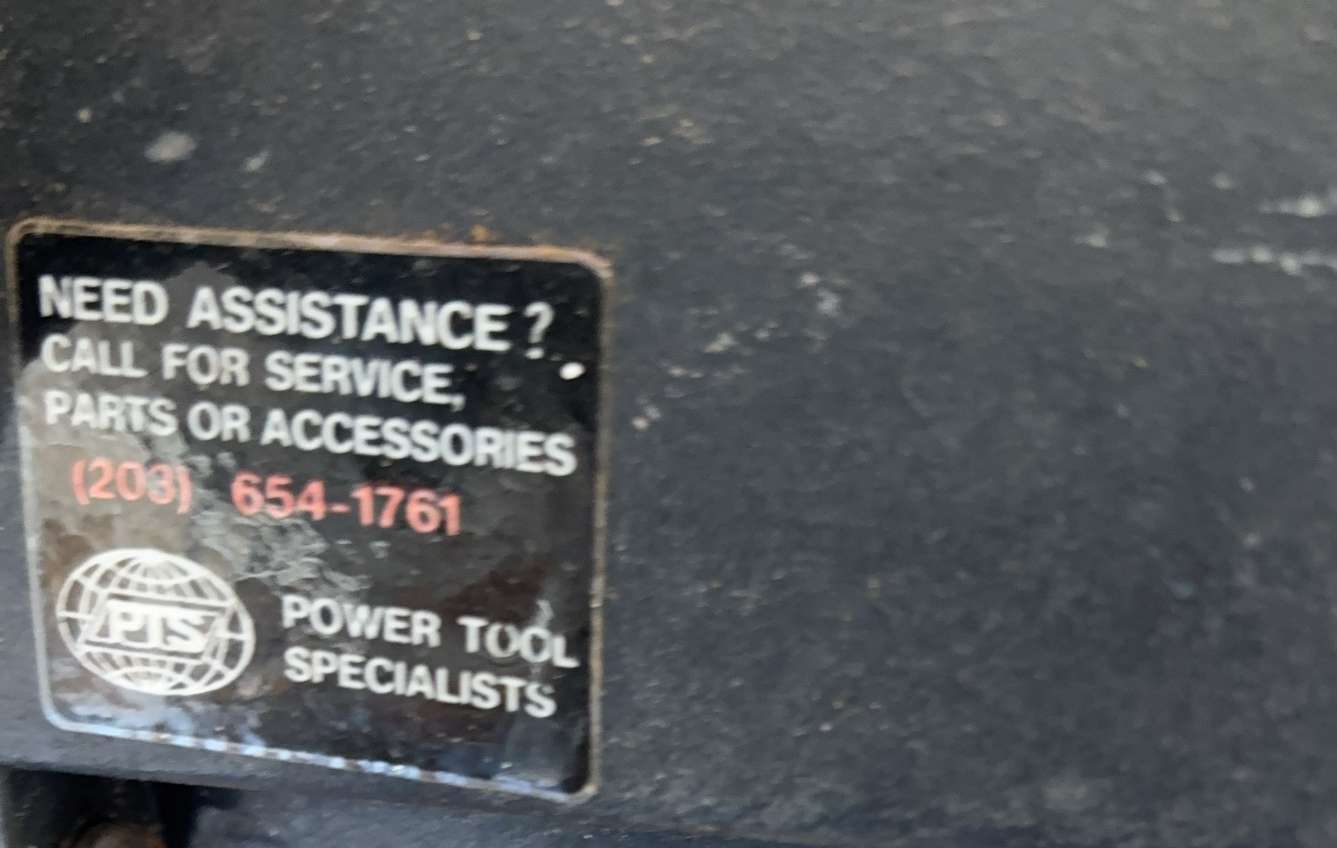 NEED ASSISTANCE ?
CALL FOR SERVICE,
PARTS OR ACCESSORIES
(203) 654-1761
PTS
POWER TOOL
SPECIALISTS